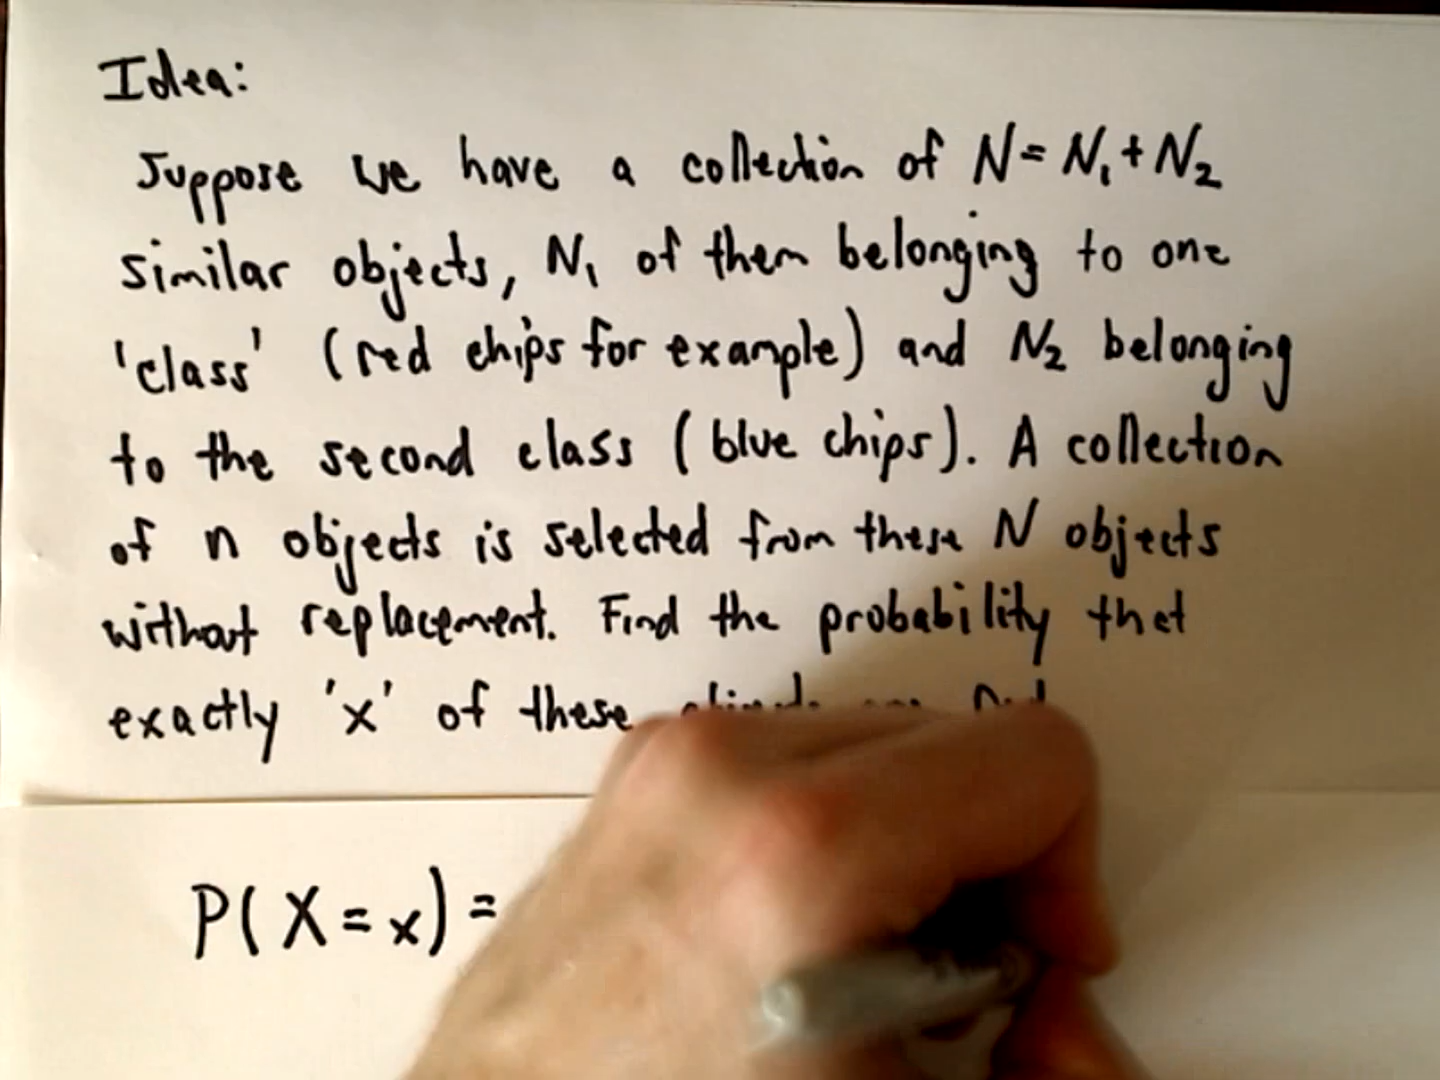 Idea:
Suppose we have a collection of N = N₁ + N₂
similar objects, N₁ of them belonging to one
'class' (red chips for example) and N₂ belonging
to the second class (blue chips). A collection
of n objects is selected from these N objects
without replacement. Find the probability that
exactly 'x' of these
P(X = x) =